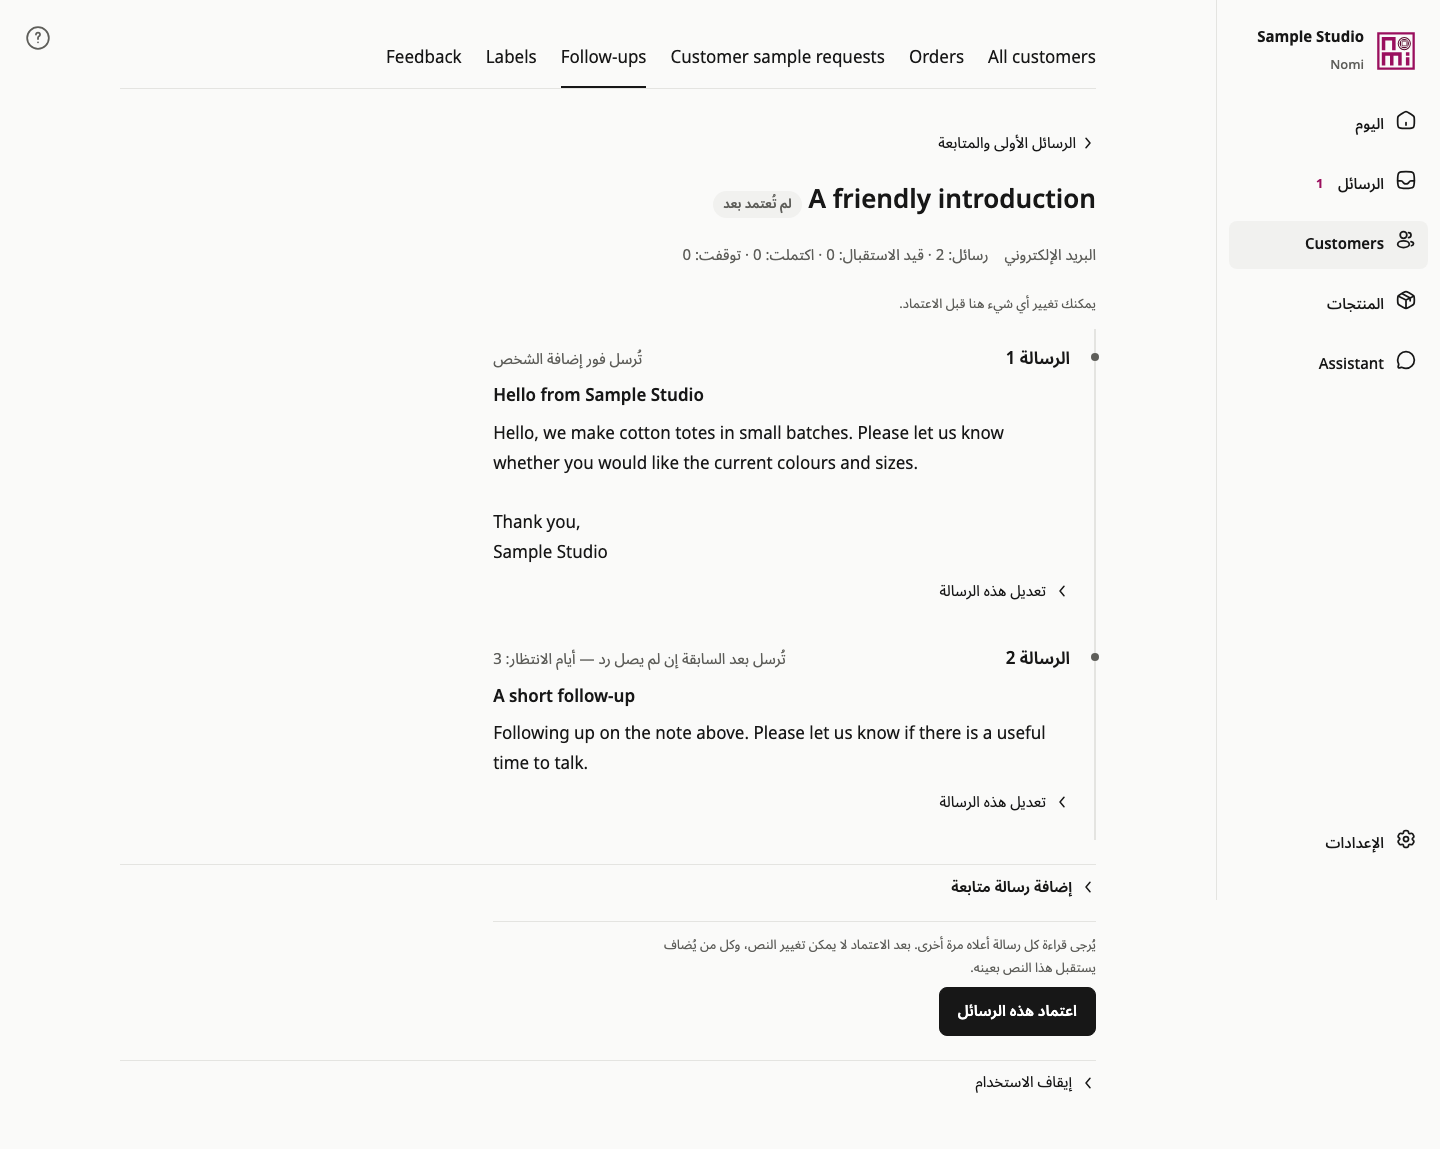 Sample Studio
Nomi
اليوم
الرسائل 1
Customers
المنتجات
Assistant
الإعدادات
All customers
Orders
Customer sample requests
Follow-ups
Labels
Feedback
الرسائل الأولى والمتابعة
A friendly introduction
لم تُعتمد بعد
البريد الإلكتروني رسائل: 2 · قيد الاستقبال: 0 · اكتملت: 0 · توقفت: 0
يمكنك تغيير أي شيء هنا قبل الاعتماد.
الرسالة 1
تُرسل فور إضافة الشخص
Hello from Sample Studio
Hello, we make cotton totes in small batches. Please let us know
whether you would like the current colours and sizes.
Thank you,
Sample Studio
تعديل هذه الرسالة
الرسالة 2
تُرسل بعد السابقة إن لم يصل رد — أيام الانتظار: 3
A short follow-up
Following up on the note above. Please let us know if there is a useful
time to talk.
تعديل هذه الرسالة
إضافة رسالة متابعة
يُرجى قراءة كل رسالة أعلاه مرة أخرى. بعد الاعتماد لا يمكن تغيير النص، وكل من يُضاف
يستقبل هذا النص بعينه.
اعتماد هذه الرسائل
إيقاف الاستخدام